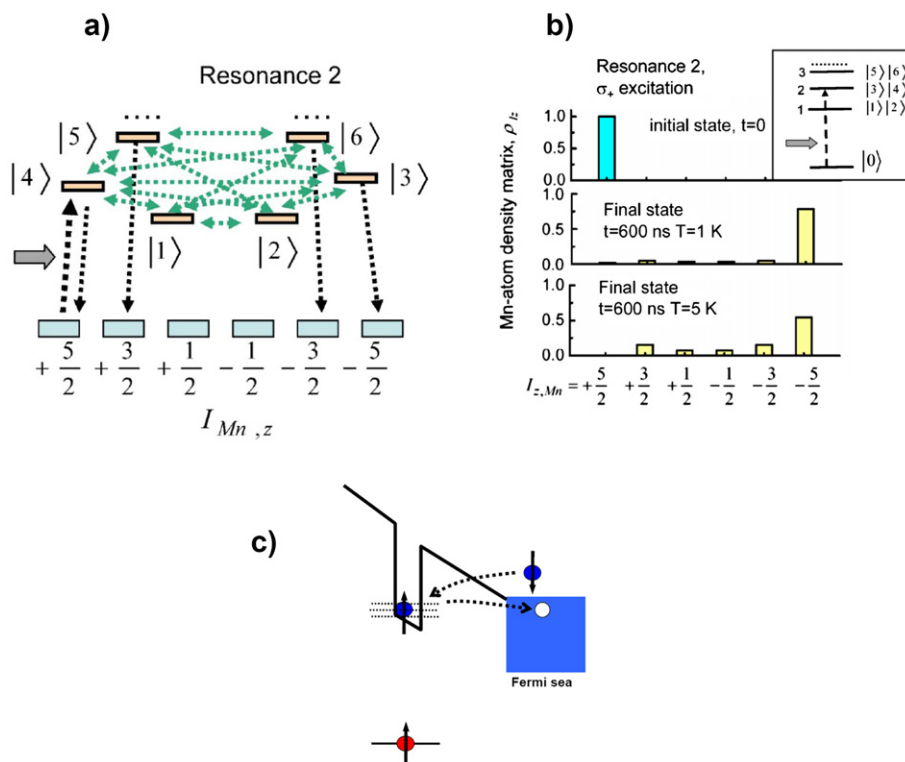 a)
Resonance 2
|5⟩
|6⟩
|4⟩
|3⟩
|1⟩
|2⟩
+ 5/2 + 3/2 + 1/2 − 1/2 − 3/2 − 5/2
I Mn , z
b)
Mn-atom density matrix, ρIz
Resonance 2,
σ+ excitation
initial state, t=0
1.0
0.5
0.0
3 |5⟩|6⟩
2 |3⟩|4⟩
1 |1⟩|2⟩
|0⟩
Final state
t=600 ns T=1 K
1.0
0.5
0.0
Final state
t=600 ns T=5 K
1.0
0.5
0.0
Iz,Mn = + 5/2 + 3/2 + 1/2 − 1/2 − 3/2 − 5/2
c)
Fermi sea